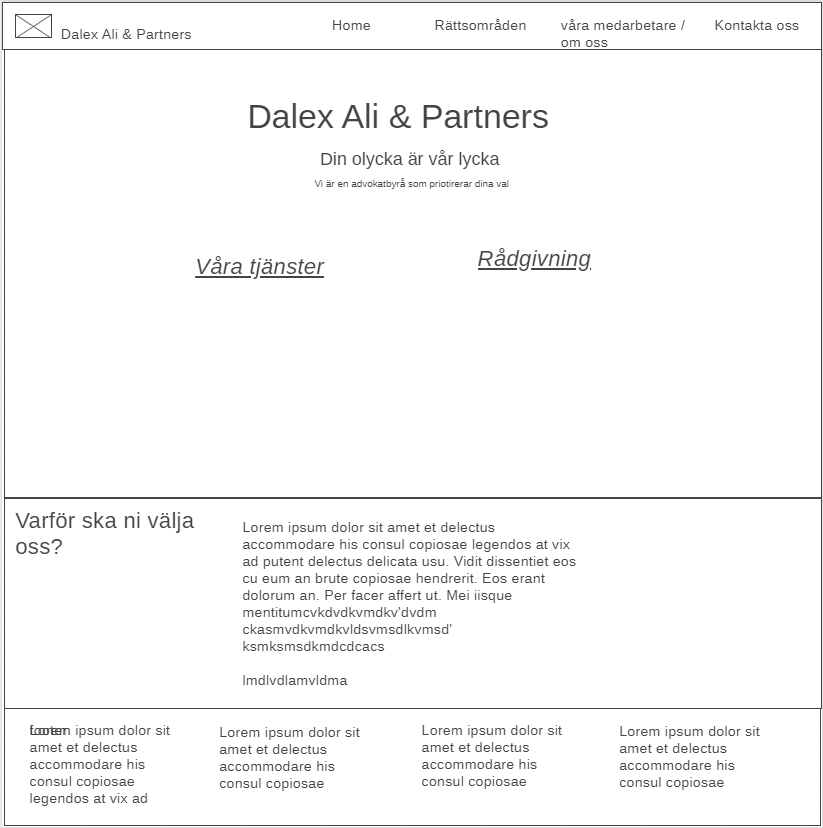 Dalex Ali & Partners
Home
Rättsområden
våra medarbetare /
om oss
Kontakta oss
Dalex Ali & Partners
Din olycka är vår lycka
Vi är en advokatbyrå som priotirerar dina val
Våra tjänster
Rådgivning
Varför ska ni välja
oss?
Lorem ipsum dolor sit amet et delectus
accommodare his consul copiosae legendos at vix
ad putent delectus delicata usu. Vidit dissentiet eos
cu eum an brute copiosae hendrerit. Eos erant
dolorum an. Per facer affert ut. Mei iisque
mentitumcvkdvdkvmdkv'dvdm
ckasmvdkvmdkvldsvmsdlkvmsd'
ksmksmsdkmdcdcacs
lmdlvdlamvldma
Footer
Lorem ipsum dolor sit
amet et delectus
accommodare his
consul copiosae
legendos at vix ad
Lorem ipsum dolor sit
amet et delectus
accommodare his
consul copiosae
Lorem ipsum dolor sit
amet et delectus
accommodare his
consul copiosae
Lorem ipsum dolor sit
amet et delectus
accommodare his
consul copiosae